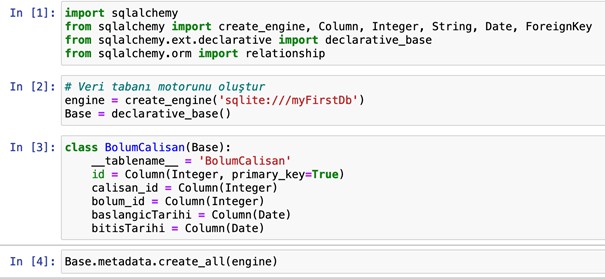 In [1]: import sqlalchemy
from sqlalchemy import create_engine, Column, Integer, String, Date, ForeignKey
from sqlalchemy.ext.declarative import declarative_base
from sqlalchemy.orm import relationship
In [2]: # Veri tabanı motorunu oluştur
engine = create_engine('sqlite:///myFirstDb')
Base = declarative_base()
In [3]: class BolumCalisan(Base):
    __tablename__ = 'BolumCalisan'
    id = Column(Integer, primary_key=True)
    calisan_id = Column(Integer)
    bolum_id = Column(Integer)
    baslangicTarihi = Column(Date)
    bitisTarihi = Column(Date)
In [4]: Base.metadata.create_all(engine)